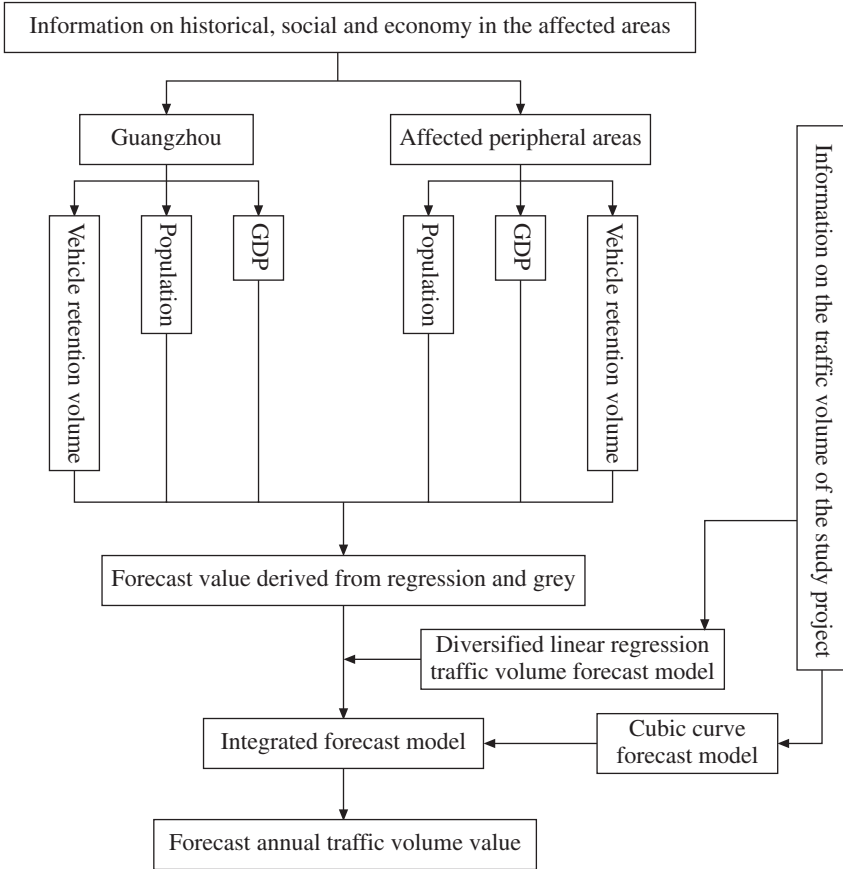 Information on historical, social and economy in the affected areas
Guangzhou
Affected peripheral areas
Vehicle retention volume
Population
GDP
Population
GDP
Vehicle retention volume
Information on the traffic volume of the study project
Forecast value derived from regression and grey
Diversified linear regression
traffic volume forecast model
Integrated forecast model
Cubic curve
forecast model
Forecast annual traffic volume value